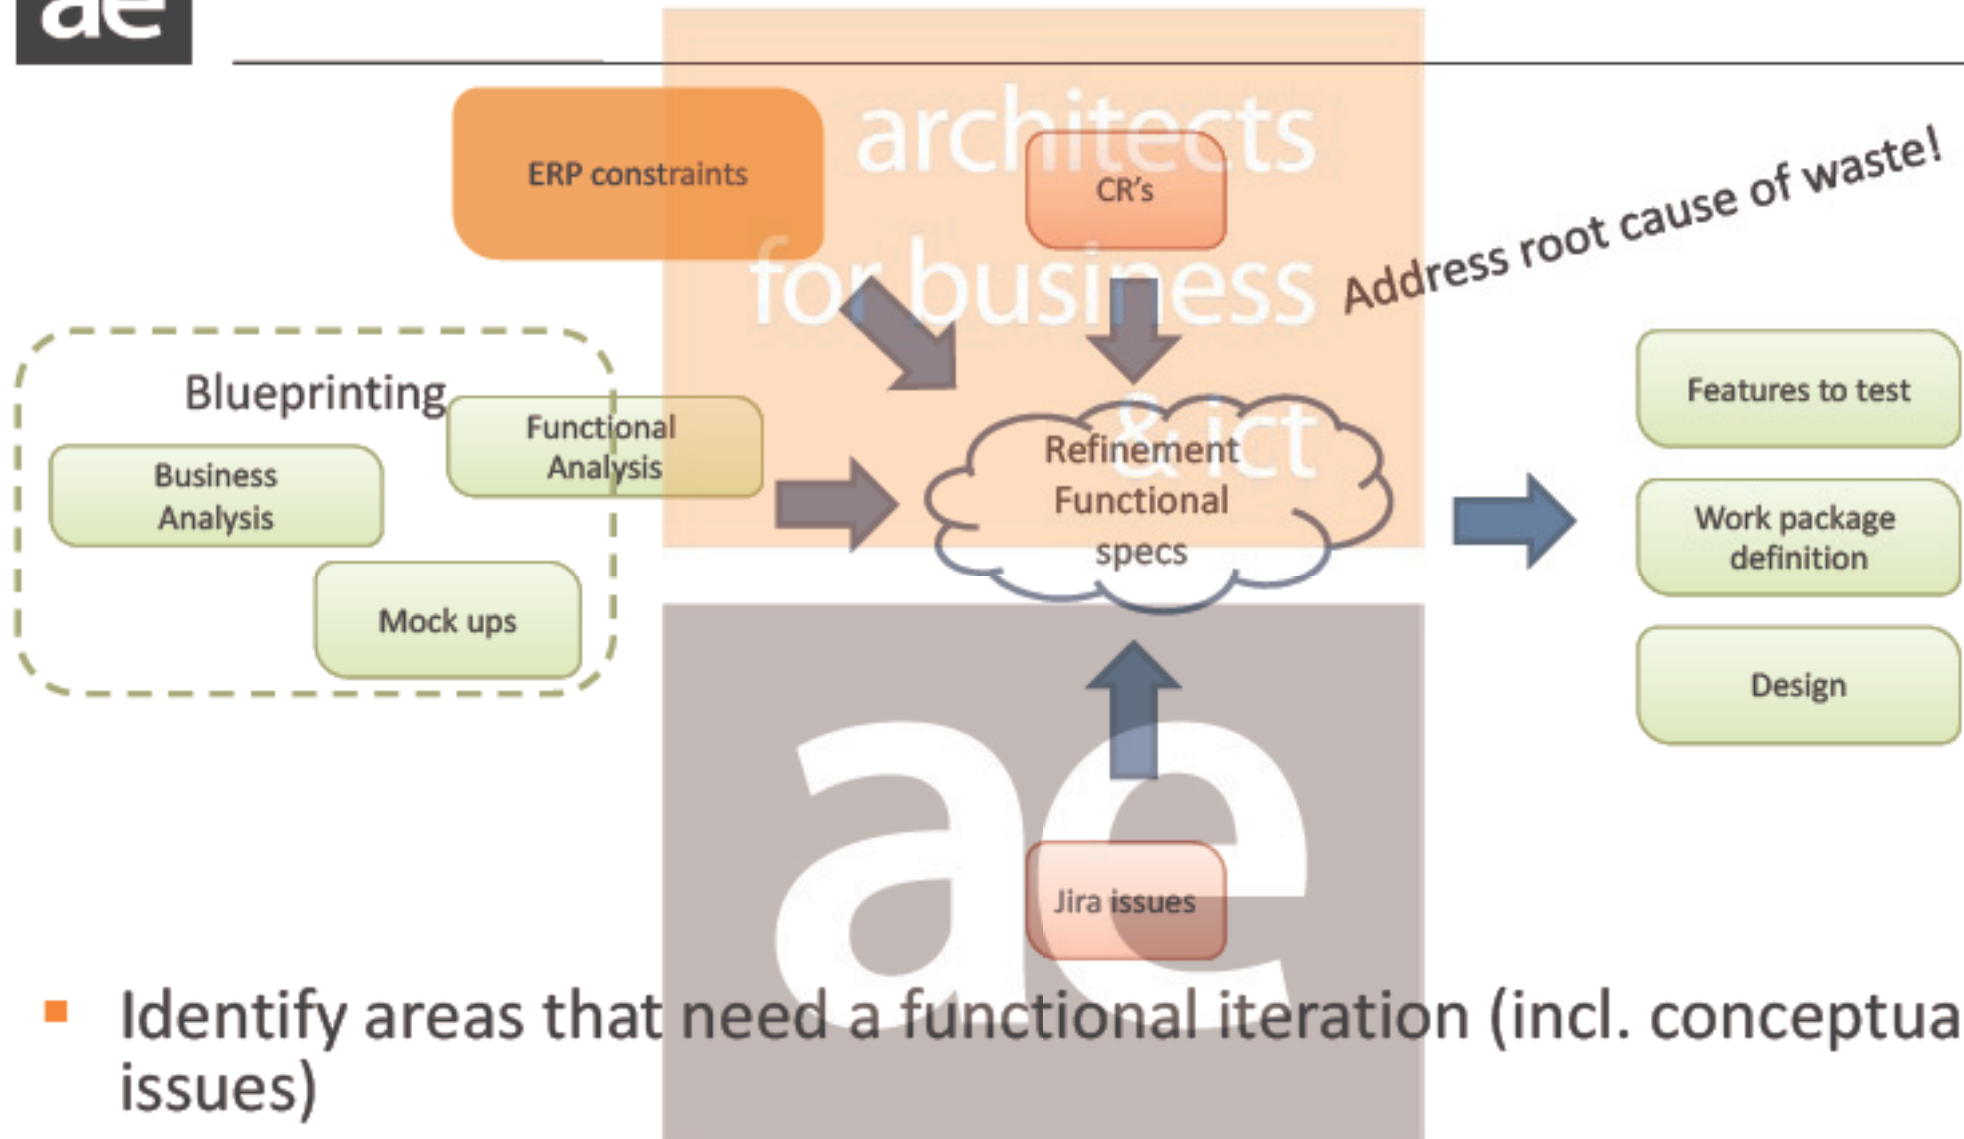 ae
architects
for business
& ict
ERP constraints
CR's
Address root cause of waste!
Blueprinting
Functional
Analysis
Business
Analysis
Mock ups
Refinement
Functional
specs
Features to test
Work package
definition
Design
ae
Jira issues
Identify areas that need a functional iteration (incl. conceptua
issues)